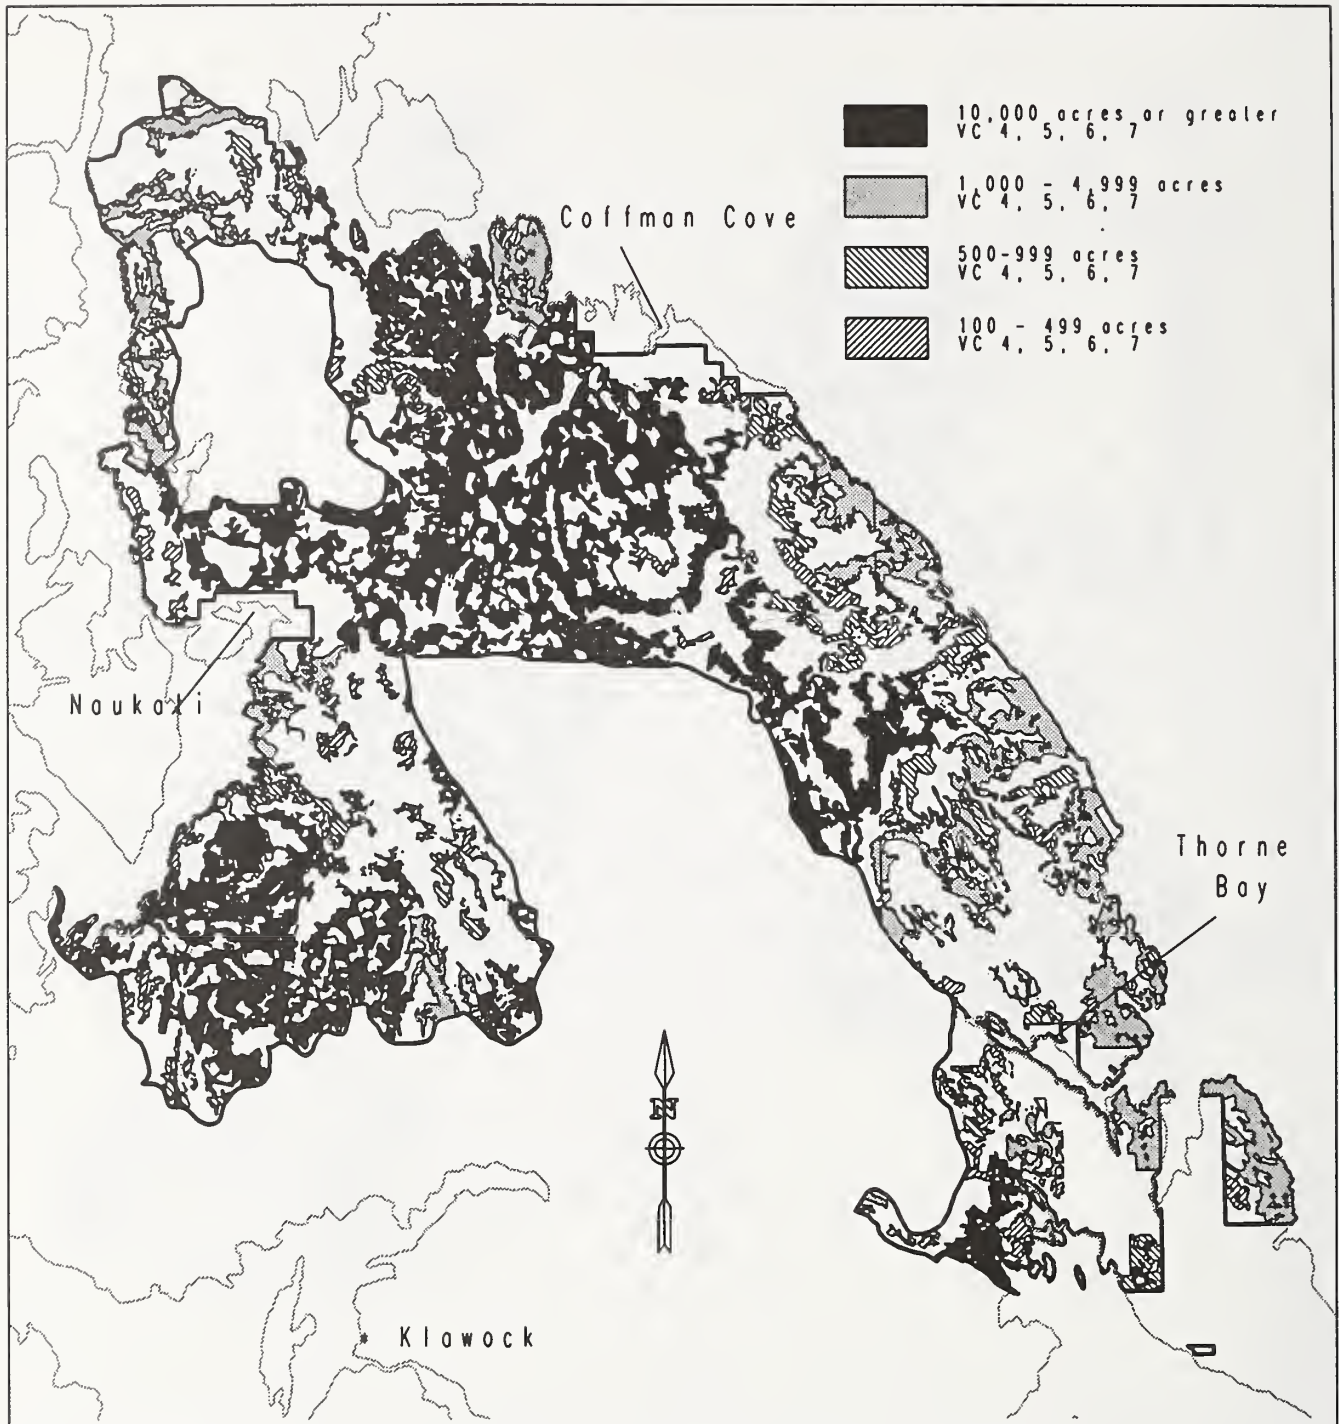 10,000 acres or greater
VC 4, 5, 6, 7
1,000 - 4,999 acres
VC 4, 5, 6, 7
500-999 acres
VC 4, 5, 6, 7
100 - 499 acres
VC 4, 5, 6, 7
Coffman Cove
Naukati
Thorne
Bay
N
* Klawock